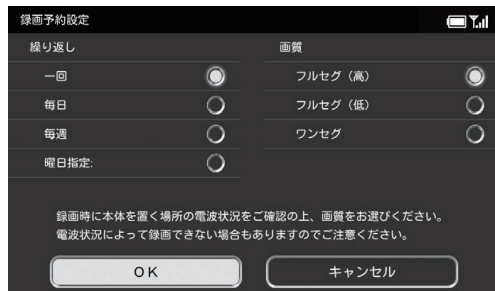 録画予約設定
繰り返し
一回
毎日
毎週
曜日指定:
画質
フルセグ（高）
フルセグ（低）
ワンセグ
録画時に本体を置く場所の電波状況をご確認の上、画質をお選びください。
電波状況によって録画できない場合もありますのでご注意ください。
OK
キャンセル